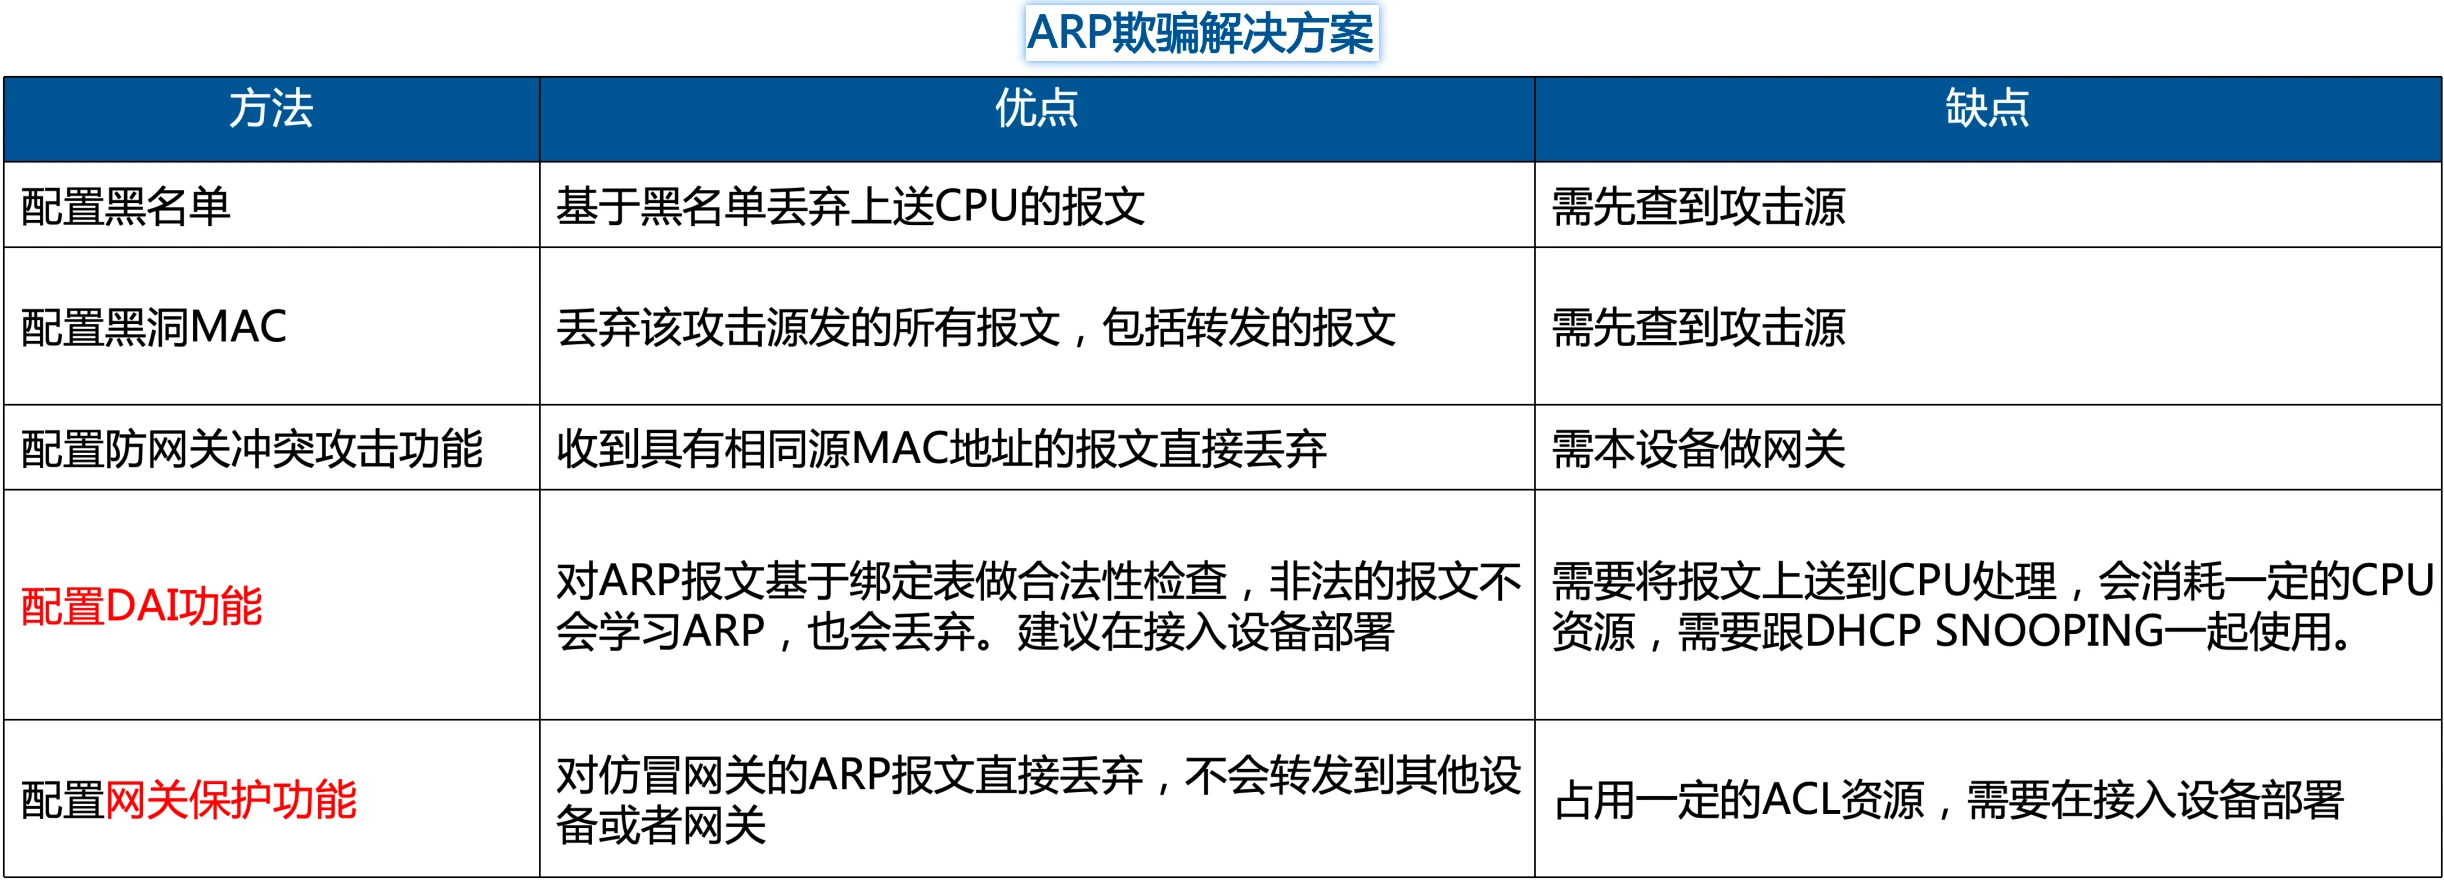 ARP欺骗解决方案
方法
优点
缺点
配置黑名单
基于黑名单丢弃上送CPU的报文
需先查到攻击源
配置黑洞MAC
丢弃该攻击源发的所有报文，包括转发的报文
需先查到攻击源
配置防网关冲突攻击功能
收到具有相同源MAC地址的报文直接丢弃
需本设备做网关
配置DAI功能
对ARP报文基于绑定表做合法性检查，非法的报文不
会学习ARP，也会丢弃。建议在接入设备部署
需要将报文上送到CPU处理，会消耗一定的CPU
资源，需要跟DHCP SNOOPING一起使用。
配置网关保护功能
对仿冒网关的ARP报文直接丢弃，不会转发到其他设
备或者网关
占用一定的ACL资源，需要在接入设备部署